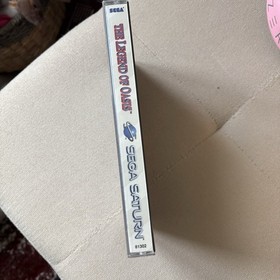 SEGA
THE LEGEND OF OASIS
SEGA SATURN
81302